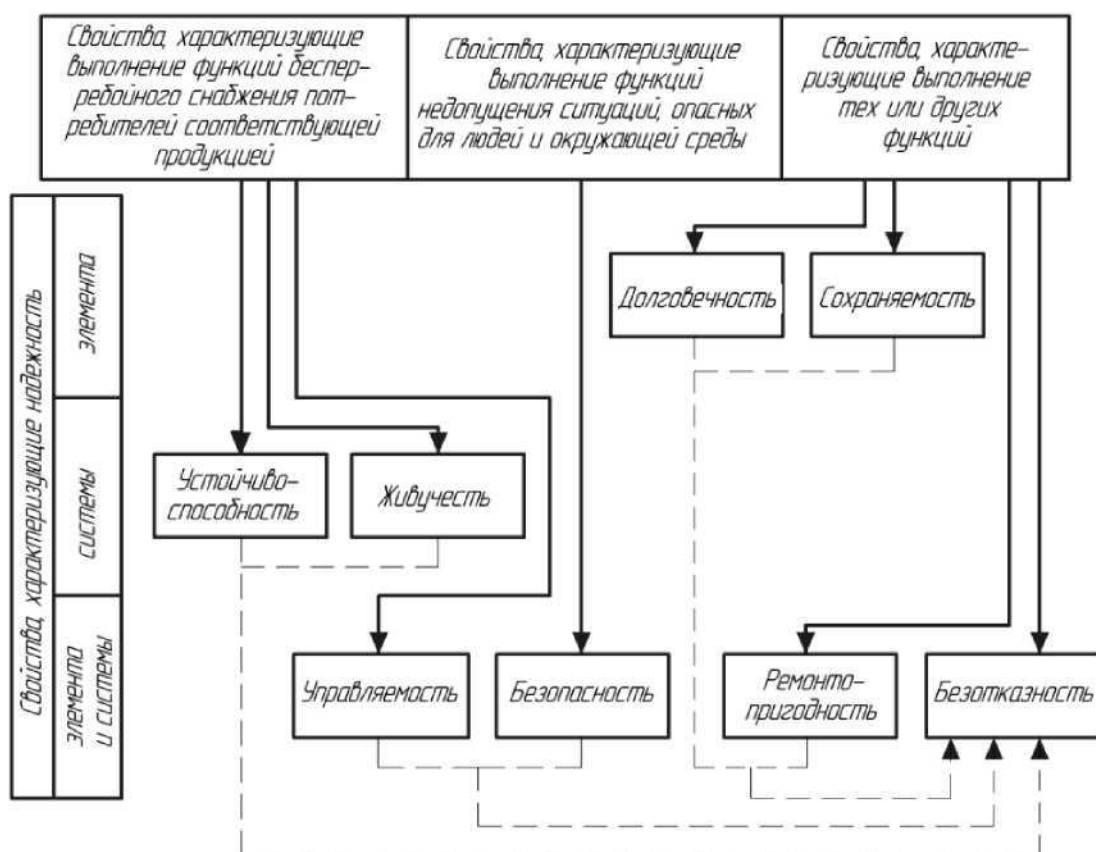 Свойства, характеризующие
выполнение функций беспер-
ребойного снабжения пот-
ребителей соответствующей
продукцией
Свойства, характеризующие
выполнение функций
недопущения ситуаций, опасных
для людей и окружающей среды
Свойства, характе-
ризующие выполнение
тех или других
функций
Свойства, характеризующие надежность
элемента
системы
элемента
и системы
Долговечность
Сохраняемость
Устойчиво-
способность
Живучесть
Управляемость
Безопасность
Ремонто-
пригодность
Безотказность